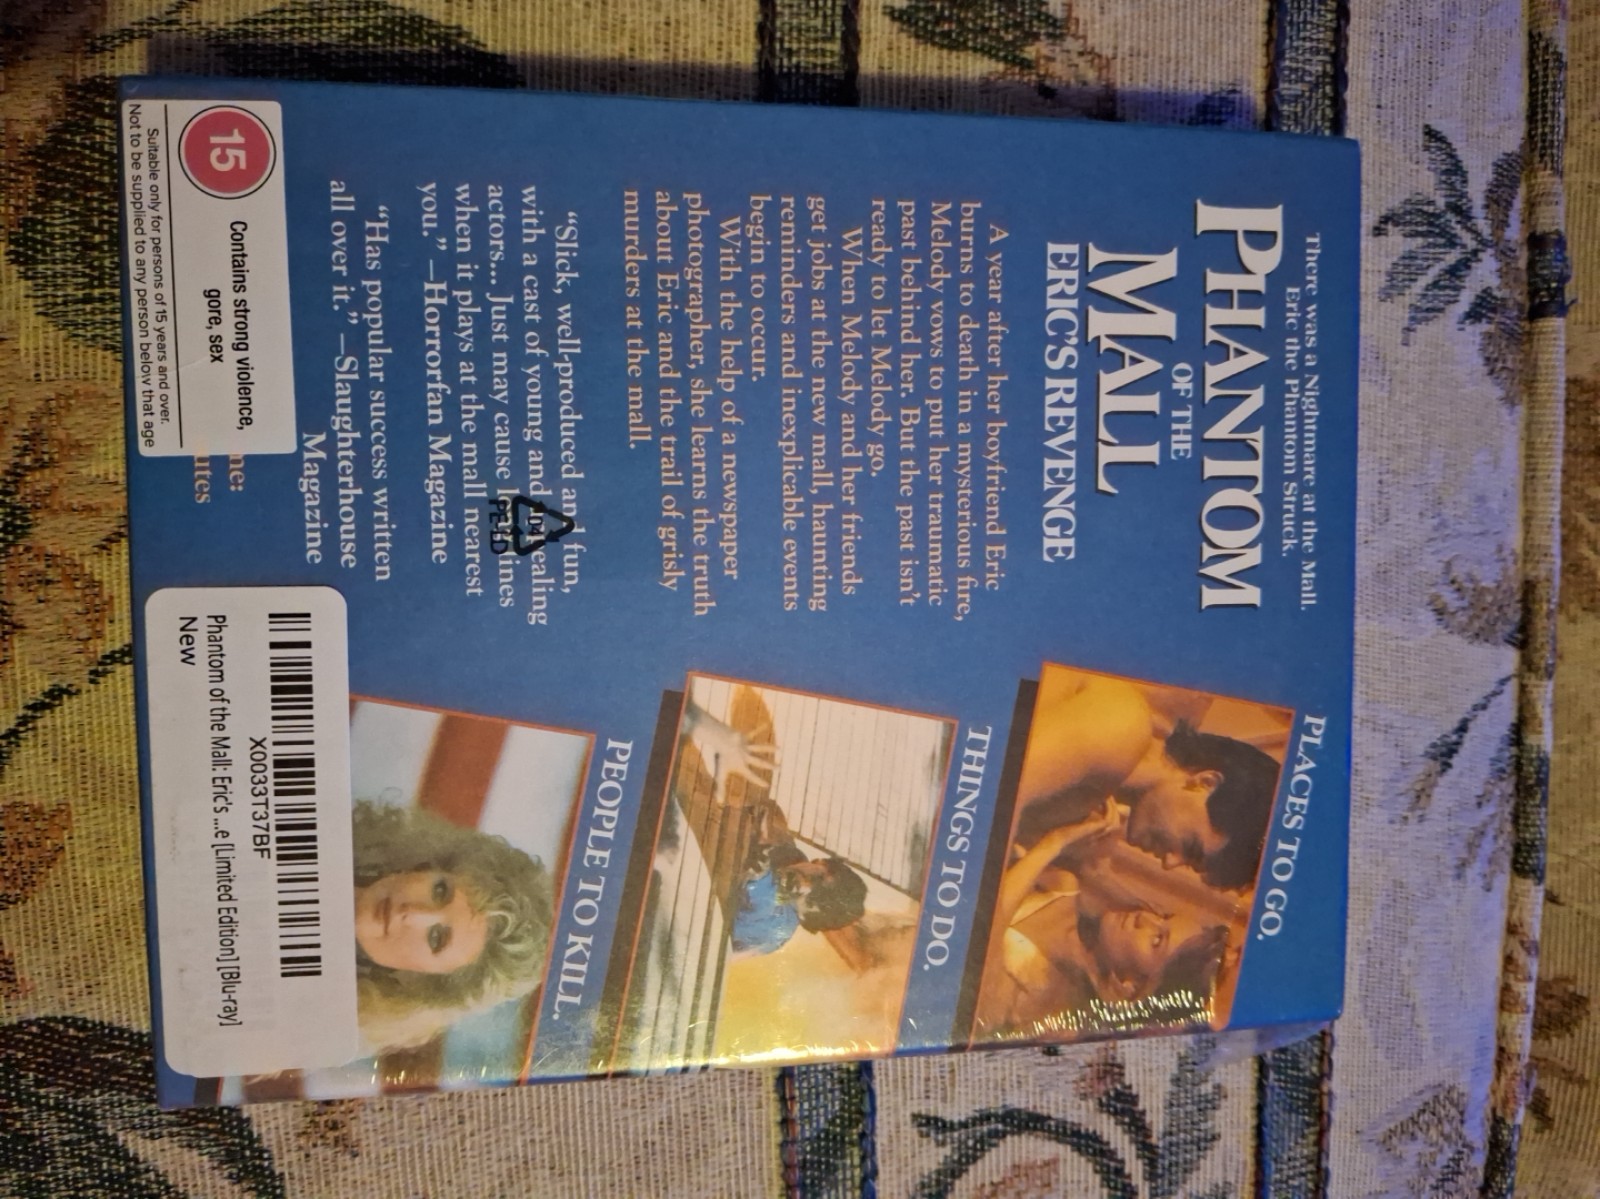 There was a Nightmare at the Mall.
Eric the Phantom Struck.
PHANTOM
OF THE
MALL
ERIC'S REVENGE
A year after her boyfriend Eric
burns to death in a mysterious fire,
Melody vows to put her traumatic
past behind her. But the past isn't
ready to let Melody go.
When Melody and her friends
get jobs at the new mall, haunting
reminders and inexplicable events
begin to occur.
With the help of a newspaper
photographer, she learns the truth
about Eric and the trail of grisly
murders at the mall.
"Slick, well-produced and fun,
with a cast of young and
actors... Just may cause
when it plays at the mall nearest
you." –Horrorfan Magazine
"Has popular success written
all over it." –Slaughterhouse
Magazine
04
PE-LD
PLACES TO GO.
THINGS TO DO.
PEOPLE TO KILL.
15
Contains strong violence,
gore, sex
Suitable only for persons of 15 years and over.
Not to be supplied to any person below that age
X0033T37BF
Phantom of the Mall: Eric's ...e [Limited Edition] [Blu-ray]
New